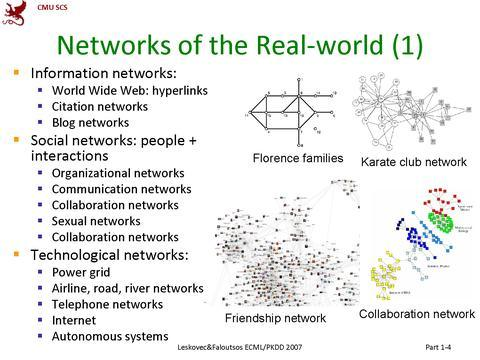 CMU SCS
Networks of the Real-world (1)
Information networks:
World Wide Web: hyperlinks
Citation networks
Blog networks
Social networks: people +
interactions
Organizational networks
Communication networks
Collaboration networks
Sexual networks
Collaboration networks
Technological networks:
Power grid
Airline, road, river networks
Telephone networks
Internet
Autonomous systems
Florence families
Karate club network
Friendship network
Collaboration network
Leskovec&Faloutsos ECML/PKDD 2007
Part 1-4